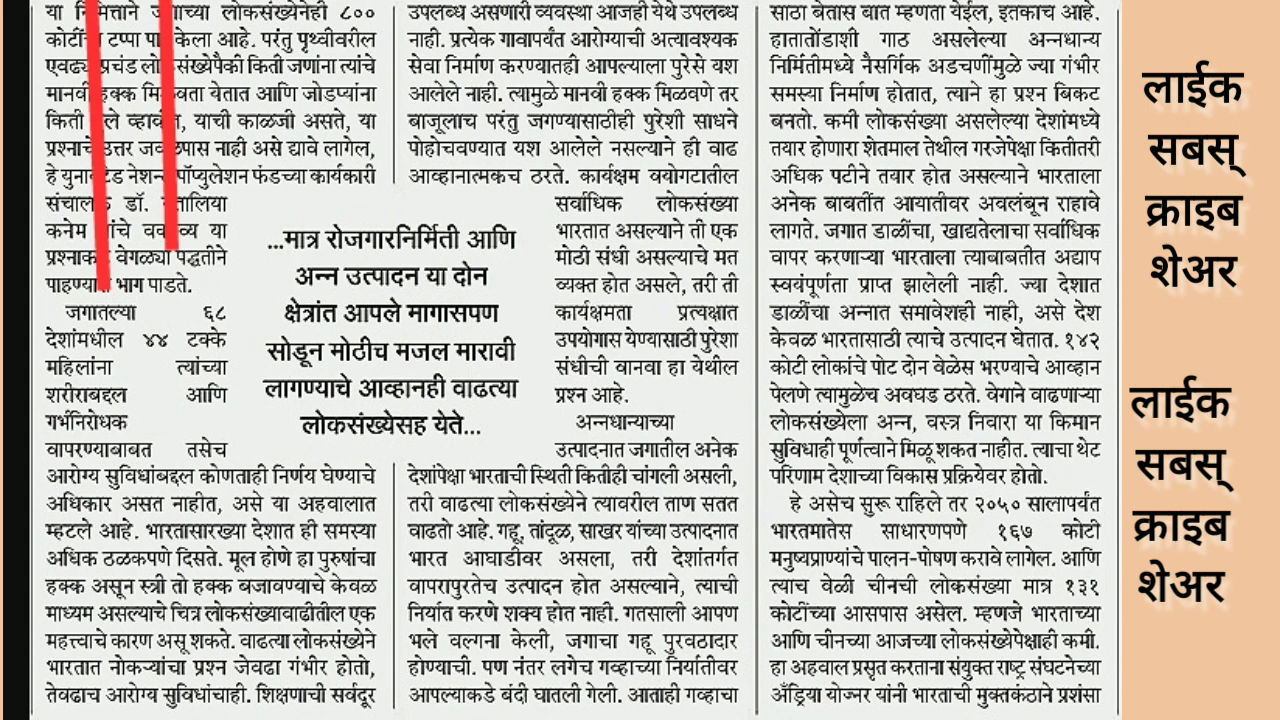 या निमित्ताने जगाच्या लोकसंख्येनेही ८००
कोटींचा टप्पा पार केला आहे. परंतु पृथ्वीवरील
एवढ्या प्रचंड लोकसंख्येपैकी किती जणांना त्यांचे
मानवी हक्क मिळवता येतात आणि जोडप्यांना
किती मुले व्हावीत, याची काळजी असते, या
प्रश्नाचे उत्तर जवळपास नाही असे द्यावे लागेल,
हे युनायटेड नेशन्स पॉप्युलेशन फंडच्या कार्यकारी
संचालक डॉ. नतालिया
कनेम यांचे वक्तव्य या
प्रश्नाकडे वेगळ्या पद्धतीने
पाहण्यास भाग पाडते.
जगातल्या ६८
देशांमधील ४४ टक्के
महिलांना त्यांच्या
शरीराबद्दल आणि
गर्भनिरोधक
वापरण्याबाबत तसेच
आरोग्य सुविधांबद्दल कोणताही निर्णय घेण्याचे
अधिकार असत नाहीत, असे या अहवालात
म्हटले आहे. भारतासारख्या देशात ही समस्या
अधिक ठळकपणे दिसते. मूल होणे हा पुरुषांचा
हक्क असून स्त्री तो हक्क बजावण्याचे केवळ
माध्यम असल्याचे चित्र लोकसंख्यावाढीतील एक
महत्त्वाचे कारण असू शकते. वाढत्या लोकसंख्येने
भारतात नोकऱ्यांचा प्रश्न जेवढा गंभीर होतो,
तेवढाच आरोग्य सुविधांचाही. शिक्षणाची सर्वदूर
...मात्र रोजगारनिर्मिती आणि
अन्न उत्पादन या दोन
क्षेत्रांत आपले मागासपण
सोडून मोठीच मजल मारावी
लागण्याचे आव्हानही वाढत्या
लोकसंख्येसह येते...
उपलब्ध असणारी व्यवस्था आजही येथे उपलब्ध
नाही. प्रत्येक गावापर्यंत आरोग्याची अत्यावश्यक
सेवा निर्माण करण्यातही आपल्याला पुरेसे यश
आलेले नाही. त्यामुळे मानवी हक्क मिळवणे तर
बाजूलाच परंतु जगण्यासाठीही पुरेशी साधने
पोहोचवण्यात यश आलेले नसल्याने ही वाढ
आव्हानात्मकच ठरते. कार्यक्षम वयोगटातील
सर्वाधिक लोकसंख्या
भारतात असल्याने ती एक
मोठी संधी असल्याचे मत
व्यक्त होत असले, तरी ती
कार्यक्षमता प्रत्यक्षात
उपयोगास येण्यासाठी पुरेशा
संधीची वानवा हा येथील
प्रश्न आहे.
अन्नधान्याच्या
उत्पादनात जगातील अनेक
देशांपेक्षा भारताची स्थिती कितीही चांगली असली,
तरी वाढत्या लोकसंख्येने त्यावरील ताण सतत
वाढतो आहे. गहू, तांदूळ, साखर यांच्या उत्पादनात
भारत आघाडीवर असला, तरी देशांतर्गत
वापरापुरतेच उत्पादन होत असल्याने, त्याची
निर्यात करणे शक्य होत नाही. गतसाली आपण
भले वल्गना केली, जगाचा गहू पुरवठादार
होण्याची. पण नंतर लगेच गव्हाच्या निर्यातीवर
आपल्याकडे बंदी घातली गेली. आताही गव्हाचा
साठा बेतास बात म्हणता येईल, इतकाच आहे.
हातातोंडाशी गाठ असलेल्या अन्नधान्य
निर्मितीमध्ये नैसर्गिक अडचणींमुळे ज्या गंभीर
समस्या निर्माण होतात, त्याने हा प्रश्न बिकट
बनतो. कमी लोकसंख्या असलेल्या देशांमध्ये
तयार होणारा शेतमाल तेथील गरजेपेक्षा कितीतरी
अधिक पटीने तयार होत असल्याने भारताला
अनेक बाबतींत आयातीवर अवलंबून राहावे
लागते. जगात डाळींचा, खाद्यतेलाचा सर्वाधिक
वापर करणाऱ्या भारताला त्याबाबतीत अद्याप
स्वयंपूर्णता प्राप्त झालेली नाही. ज्या देशात
डाळींचा अन्नात समावेशही नाही, असे देश
केवळ भारतासाठी त्याचे उत्पादन घेतात. १४२
कोटी लोकांचे पोट दोन वेळेस भरण्याचे आव्हान
पेलणे त्यामुळेच अवघड ठरते. वेगाने वाढणाऱ्या
लोकसंख्येला अन्न, वस्त्र निवारा या किमान
सुविधाही पूर्णत्वाने मिळू शकत नाहीत. त्याचा थेट
परिणाम देशाच्या विकास प्रक्रियेवर होतो.
हे असेच सुरू राहिले तर २०५० सालापर्यंत
भारतमातेस साधारणपणे १६७ कोटी
मनुष्यप्राण्यांचे पालन-पोषण करावे लागेल. आणि
त्याच वेळी चीनची लोकसंख्या मात्र १३१
कोटींच्या आसपास असेल. म्हणजे भारताच्या
आणि चीनच्या आजच्या लोकसंख्येपेक्षाही कमी.
हा अहवाल प्रसृत करताना संयुक्त राष्ट्र संघटनेच्या
अँड्रिया योज्नर यांनी भारताची मुक्तकंठाने प्रशंसा
लाईक
सबस्
क्राइब
शेअर
लाईक
सबस्
क्राइब
शेअर